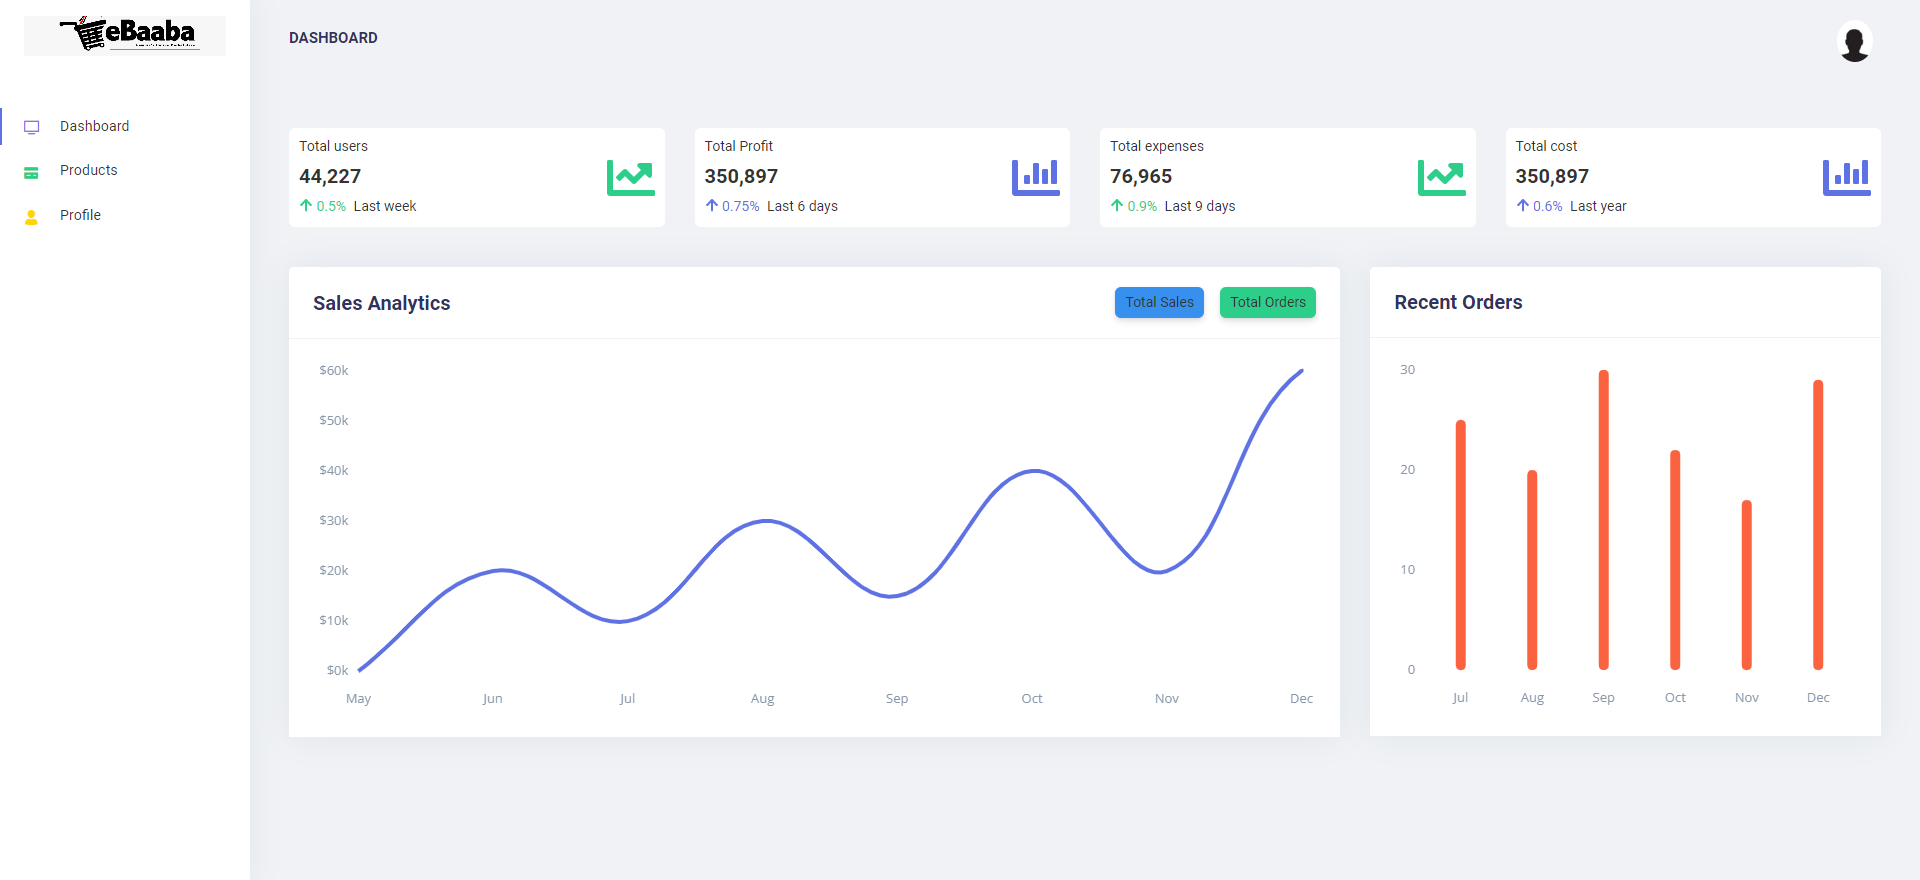 eBaaba
DASHBOARD
Dashboard
Products
Profile
Total users
44,227
0.5% Last week
Total Profit
350,897
0.75% Last 6 days
Total expenses
76,965
0.9% Last 9 days
Total cost
350,897
0.6% Last year
Sales Analytics
Total Sales
Total Orders
$60k
$50k
$40k
$30k
$20k
$10k
$0k
May Jun Jul Aug Sep Oct Nov Dec
Recent Orders
30
20
10
0
Jul Aug Sep Oct Nov Dec